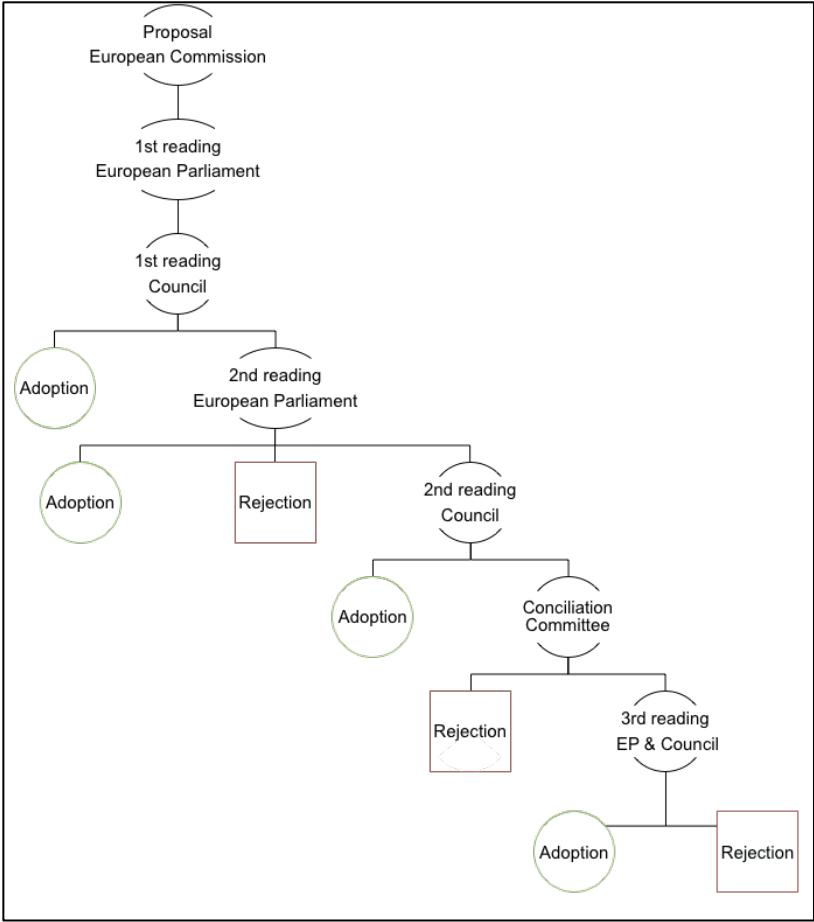 Proposal
European Commission
1st reading
European Parliament
1st reading
Council
Adoption
2nd reading
European Parliament
Adoption
Rejection
2nd reading
Council
Adoption
Conciliation
Committee
Rejection
3rd reading
EP & Council
Adoption
Rejection